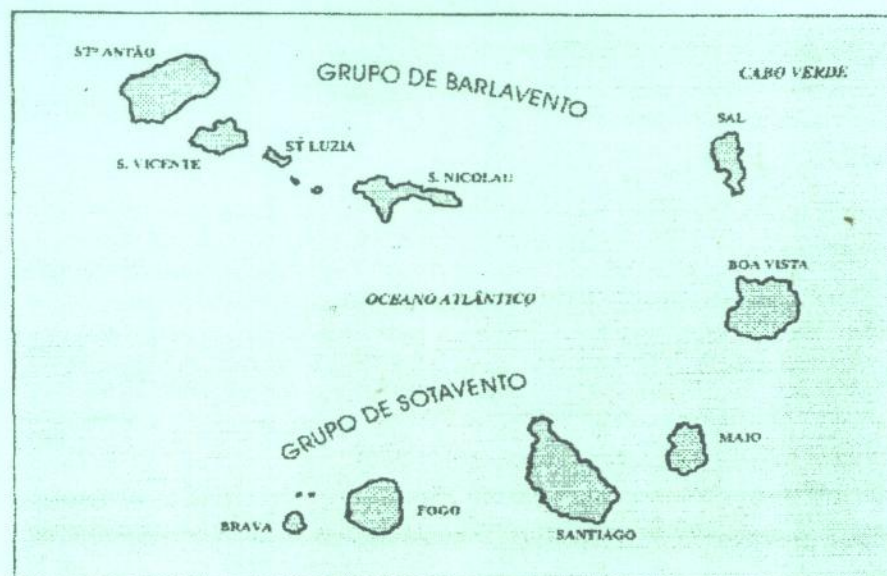 STº ANTÃO
GRUPO DE BARLAVENTO
CABO VERDE
SAL
S. VICENTE
STª LUZIA
S. NICOLAU
BOA VISTA
OCEANO ATLÂNTICO
GRUPO DE SOTAVENTO
MAIO
BRAVA
FOGO
SANTIAGO